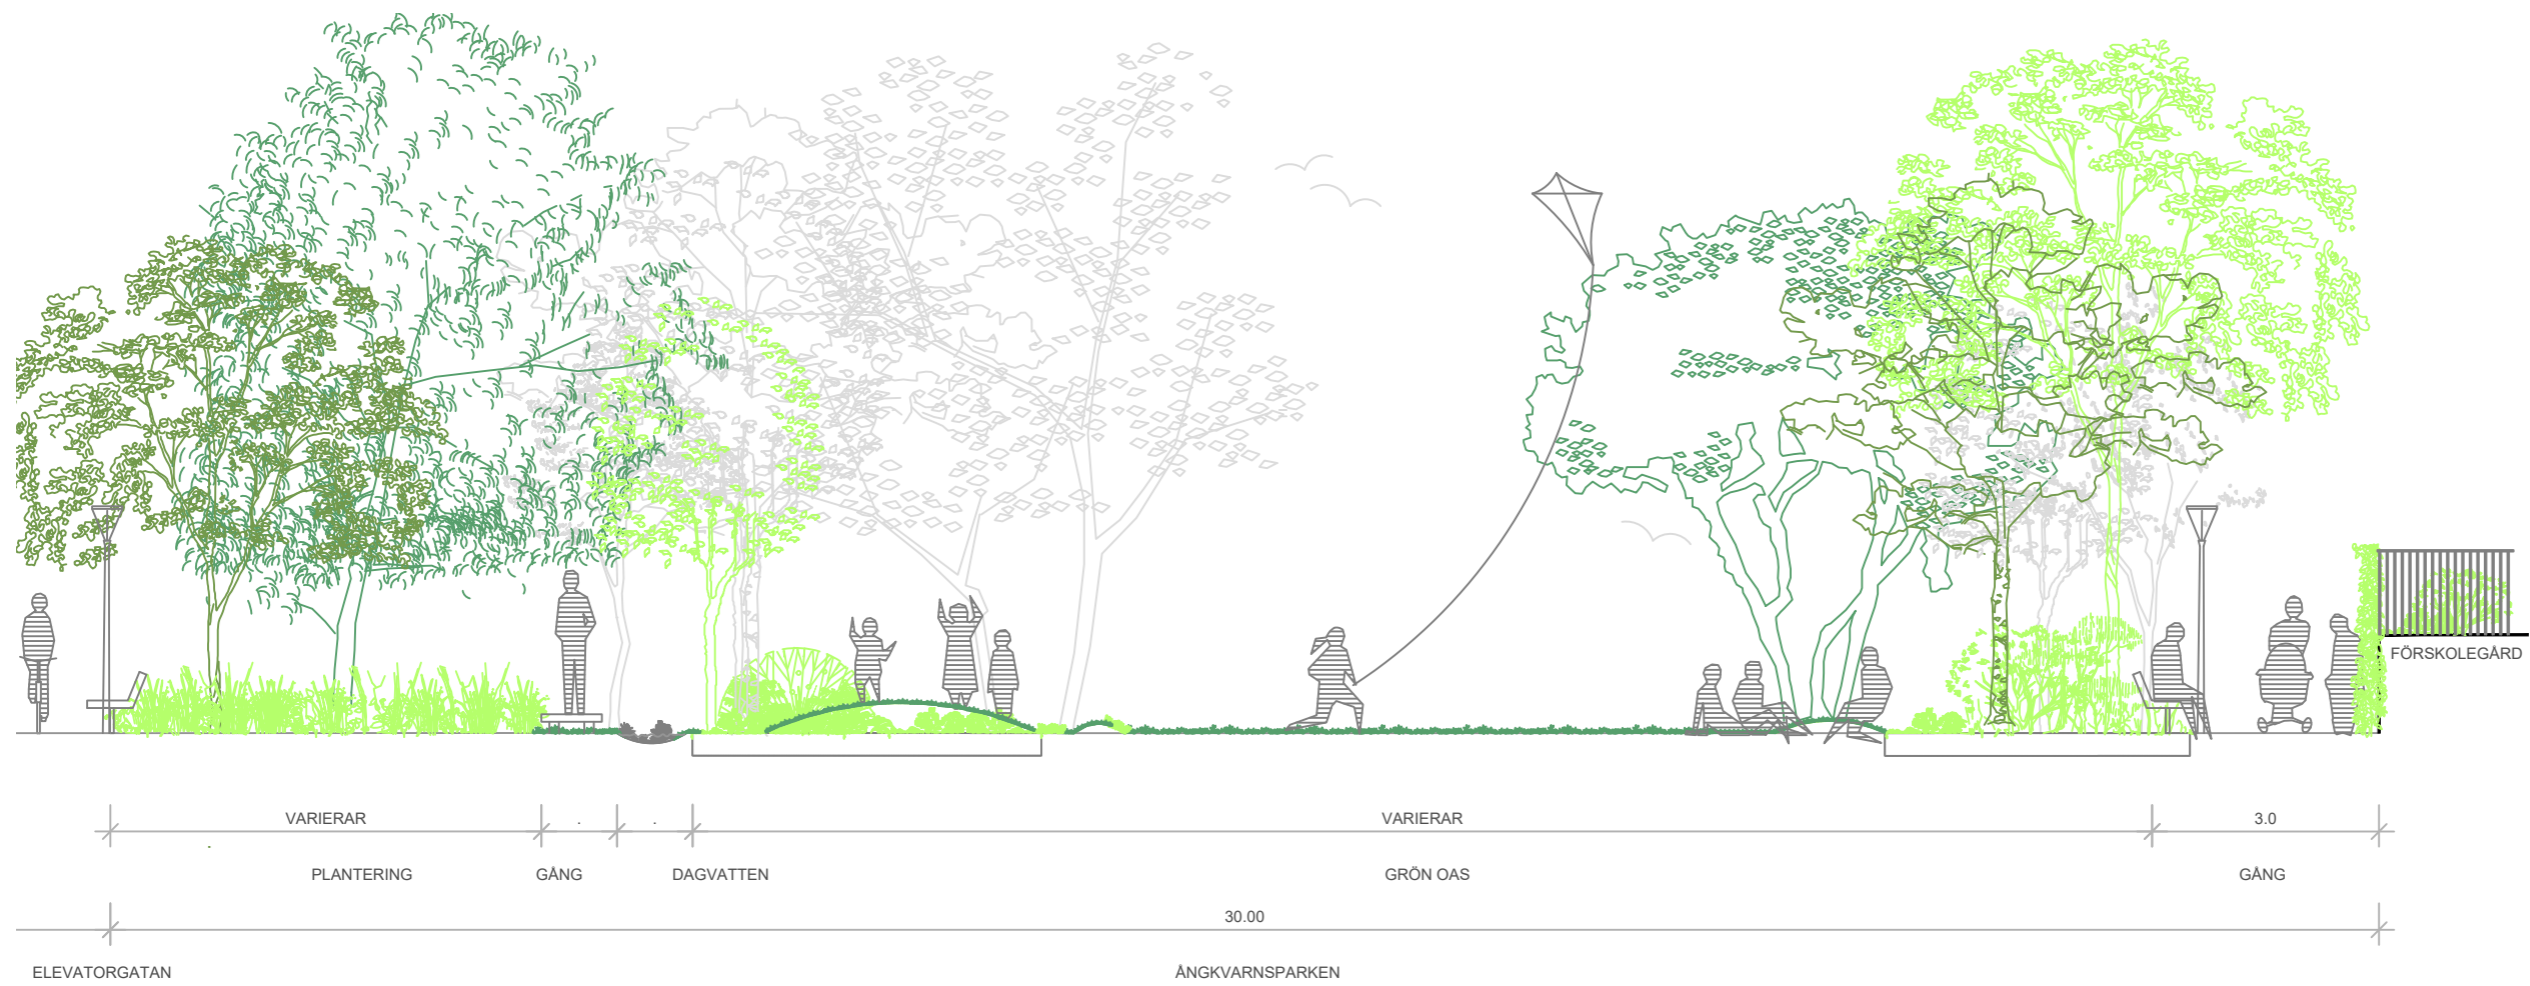 FÖRSKOLEGÅRD
VARIERAR . . VARIERAR 3.0
PLANTERING GÅNG DAGVATTEN GRÖN OAS GÅNG
30.00
ELEVATORGATAN ÅNGKVARNSPARKEN